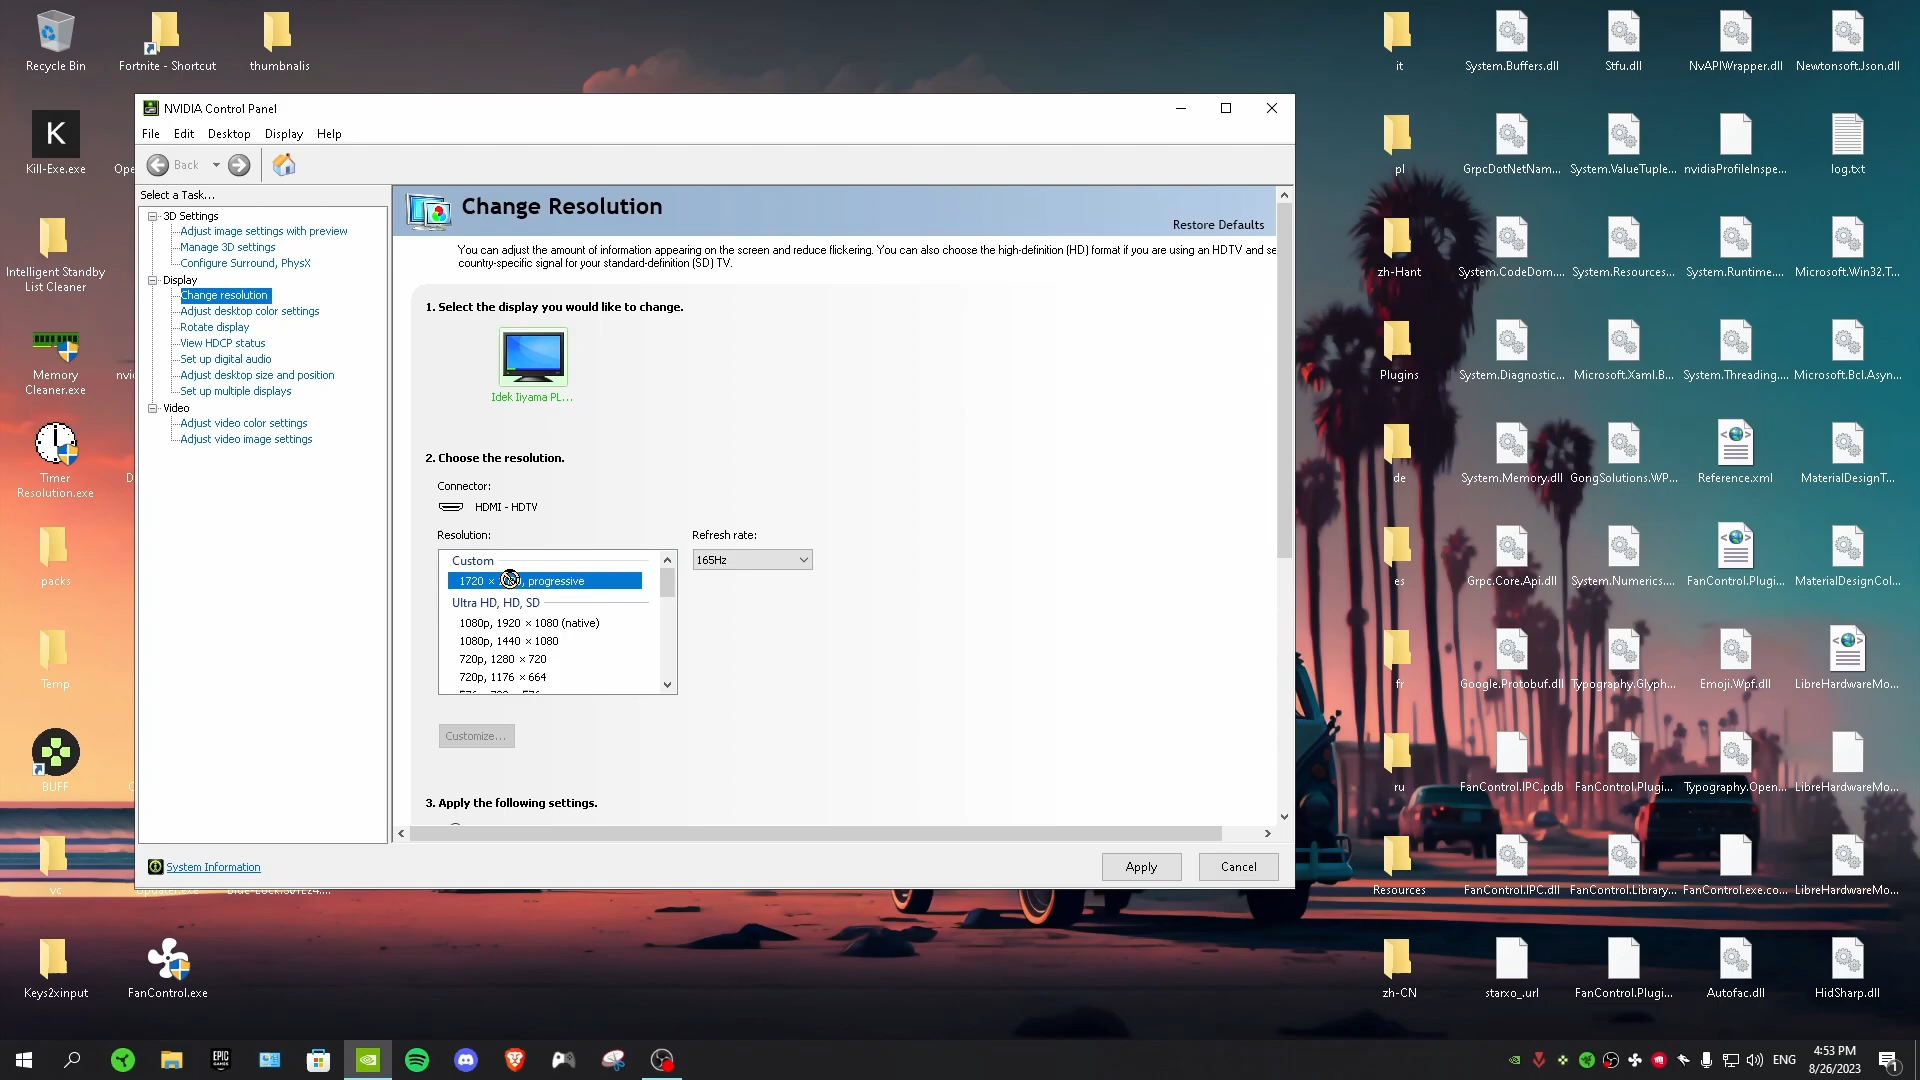 Recycle Bin
Fortnite - Shortcut
thumbnalis
Kill-Exe.exe
Ope
Intelligent Standby
List Cleaner
Memory
Cleaner.exe
nvi
Timer
Resolution.exe
D
packs
Temp
BUFF
C
vc
Keys2xinput
FanControl.exe
NVIDIA Control Panel
File Edit Desktop Display Help
Back
Select a Task...
3D Settings
Adjust image settings with preview
Manage 3D settings
Configure Surround, PhysX
Display
Change resolution
Adjust desktop color settings
Rotate display
View HDCP status
Set up digital audio
Adjust desktop size and position
Set up multiple displays
Video
Adjust video color settings
Adjust video image settings
System Information
Change Resolution
Restore Defaults
You can adjust the amount of information appearing on the screen and reduce flickering. You can also choose the high-definition (HD) format if you are using an HDTV and se
country-specific signal for your standard-definition (SD) TV.
1. Select the display you would like to change.
Idek Iiyama PL...
2. Choose the resolution.
Connector:
HDMI - HDTV
Resolution:
Refresh rate:
165Hz
Custom
1720 × , progressive
Ultra HD, HD, SD
1080p, 1920 × 1080 (native)
1080p, 1440 × 1080
720p, 1280 × 720
720p, 1176 × 664
Customize...
3. Apply the following settings.
Apply
Cancel
it
System.Buffers.dll
Stfu.dll
NvAPIWrapper.dll
Newtonsoft.Json.dll
pl
GrpcDotNetNam...
System.ValueTuple...
nvidiaProfileInspe...
log.txt
zh-Hant
System.CodeDom....
System.Resources...
System.Runtime....
Microsoft.Win32.T...
Plugins
System.Diagnostic...
Microsoft.Xaml.B...
System.Threading....
Microsoft.Bcl.Asyn...
de
System.Memory.dll
GongSolutions.WP...
Reference.xml
MaterialDesignT...
es
Grpc.Core.Api.dll
System.Numerics....
FanControl.Plugi...
MaterialDesignCol...
fr
Google.Protobuf.dll
Typography.Glyph...
Emoji.Wpf.dll
LibreHardwareMo...
ru
FanControl.IPC.pdb
FanControl.Plugi...
Typography.Open...
LibreHardwareMo...
Resources
FanControl.IPC.dll
FanControl.Library...
FanControl.exe.co...
LibreHardwareMo...
zh-CN
starxo_.url
FanControl.Plugi...
Autofac.dll
HidSharp.dll
EPIC
GAMES
ENG
4:53 PM
8/26/2023
1